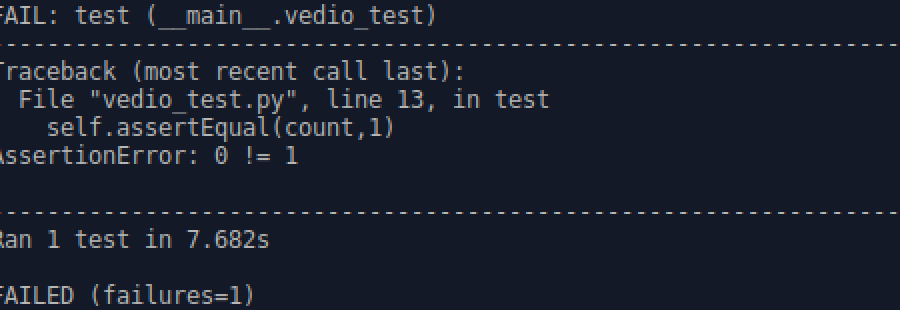 FAIL: test (__main__.vedio_test)
----------------------------------------------------------------------
Traceback (most recent call last):
  File "vedio_test.py", line 13, in test
    self.assertEqual(count,1)
AssertionError: 0 != 1
----------------------------------------------------------------------
Ran 1 test in 7.682s
FAILED (failures=1)